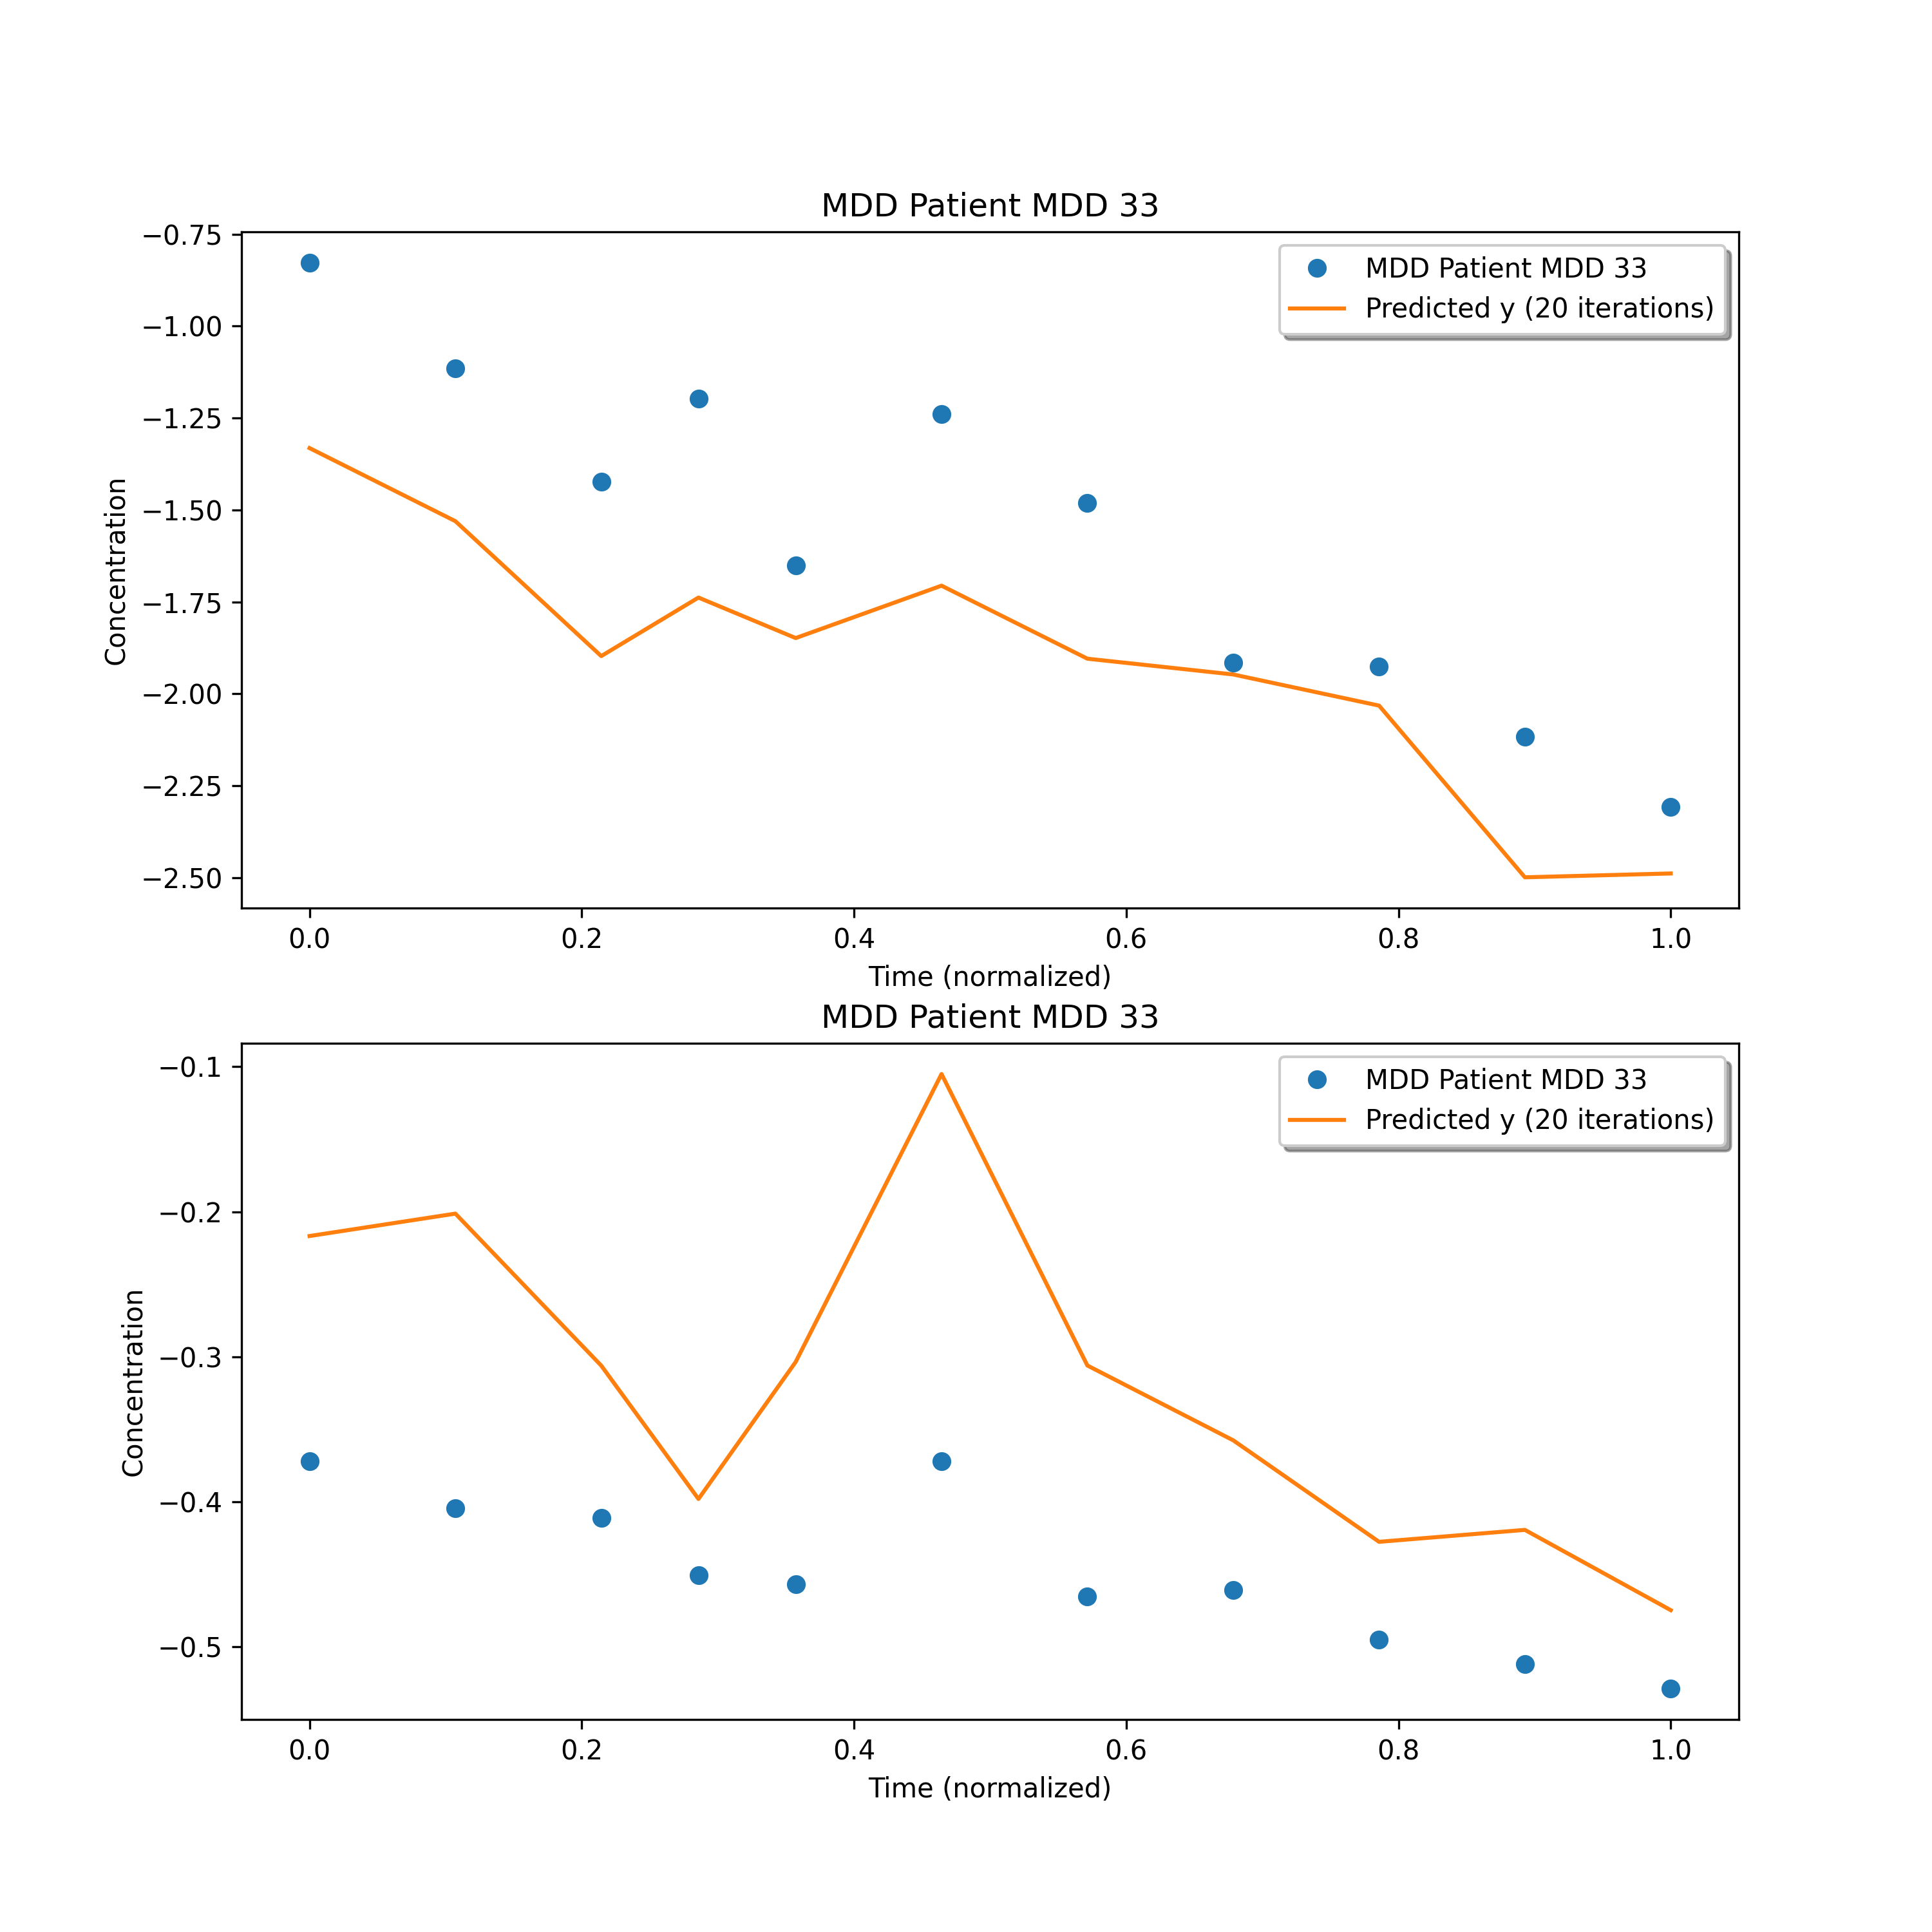 MDD Patient MDD 33
−0.75
−1.00
−1.25
−1.50
−1.75
−2.00
−2.25
−2.50
Concentration
MDD Patient MDD 33
Predicted y (20 iterations)
0.0 0.2 0.4 0.6 0.8 1.0
Time (normalized)
MDD Patient MDD 33
−0.1
−0.2
−0.3
−0.4
−0.5
Concentration
MDD Patient MDD 33
Predicted y (20 iterations)
0.0 0.2 0.4 0.6 0.8 1.0
Time (normalized)